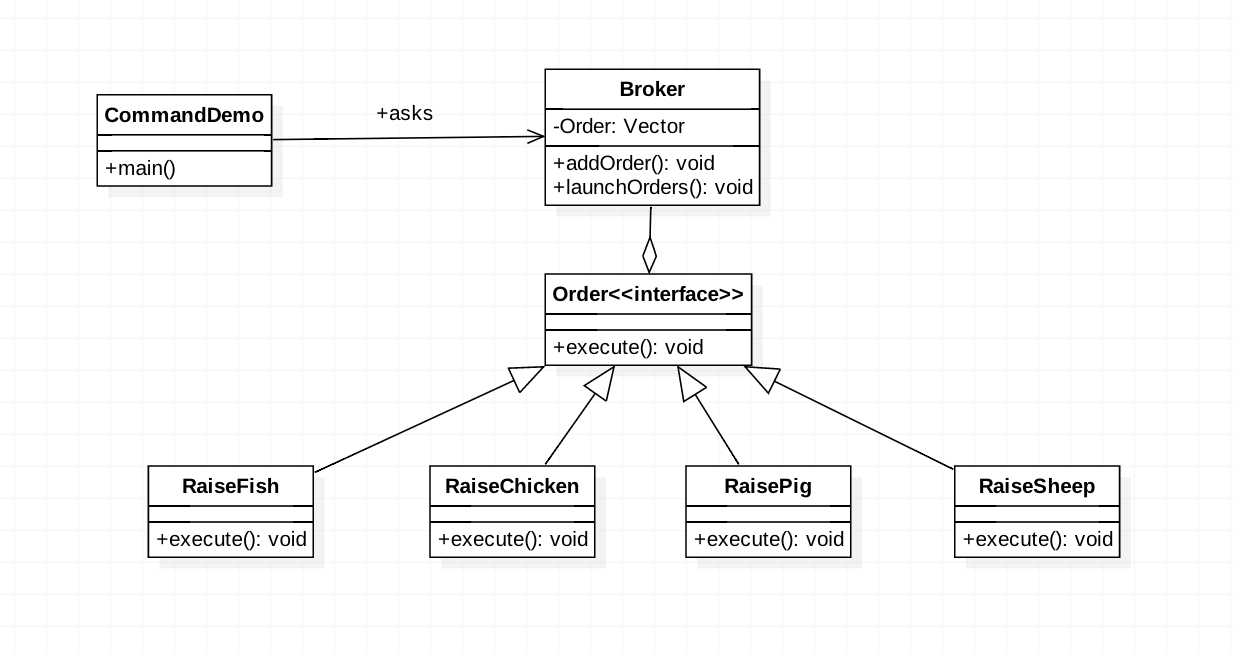 CommandDemo
+main()
+asks
Broker
-Order: Vector
+addOrder(): void
+launchOrders(): void
Order<<interface>>
+execute(): void
RaiseFish
+execute(): void
RaiseChicken
+execute(): void
RaisePig
+execute(): void
RaiseSheep
+execute(): void